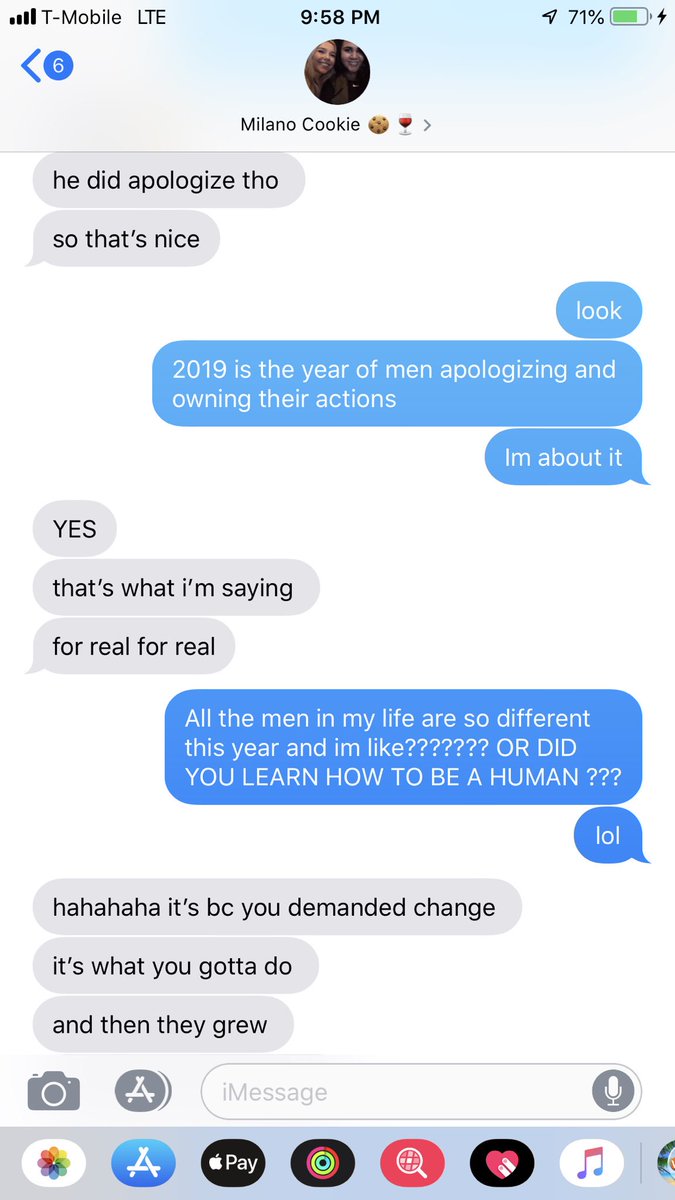 T-Mobile LTE 9:58 PM 71%
6
Milano Cookie 🍪 🍷
he did apologize tho
so that’s nice
look
2019 is the year of men apologizing and
owning their actions
Im about it
YES
that’s what i’m saying
for real for real
All the men in my life are so different
this year and im like??????? OR DID
YOU LEARN HOW TO BE A HUMAN ???
lol
hahahaha it’s bc you demanded change
it’s what you gotta do
and then they grew
iMessage
Pay